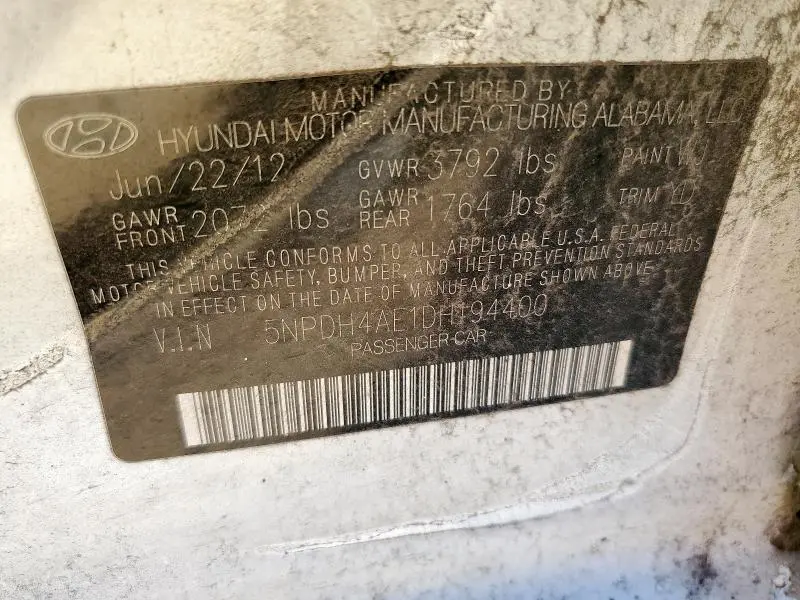 MANUFACTURED BY
HYUNDAI MOTOR MANUFACTURING ALABAMA, LLC
Jun/22/12 GVWR 3792 lbs PAINT
GAWR FRONT 2072 lbs GAWR REAR 1764 lbs TRIM YD
THIS VEHICLE CONFORMS TO ALL APPLICABLE U.S.A. FEDERAL
MOTOR VEHICLE SAFETY, BUMPER, AND THEFT PREVENTION STANDARDS
IN EFFECT ON THE DATE OF MANUFACTURE SHOWN ABOVE
V.I.N 5NPDH4AE1DH194400
PASSENGER CAR